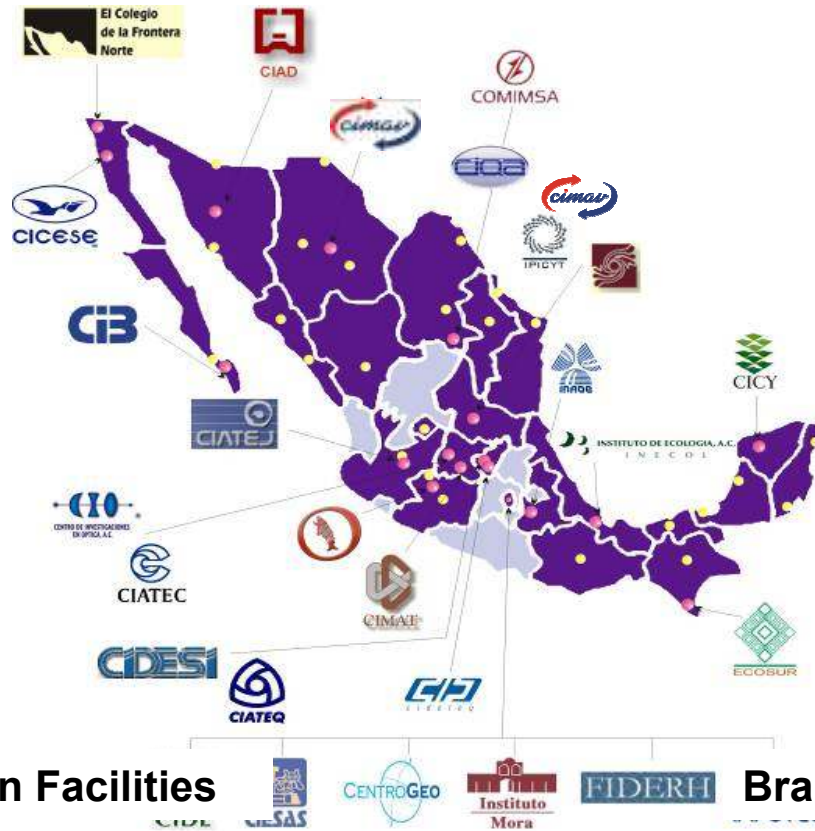 El Colegio
de la Frontera
Norte
CIAD
COMIMSA
cimav
CIQA
cimav
CICESE
IPICYT
CIB
INAOE
CICY
CIATEJ
INSTITUTO DE ECOLOGIA, A.C.
INECOL
CIO
CENTRO DE INVESTIGACIONES
EN OPTICA, A.C.
CIATEC
CIMAT
CIDESI
ECOSUR
CIATEQ
n Facilities
CENTROGEO
Instituto
Mora
FIDERH
Bra
CIDE
CIESAS